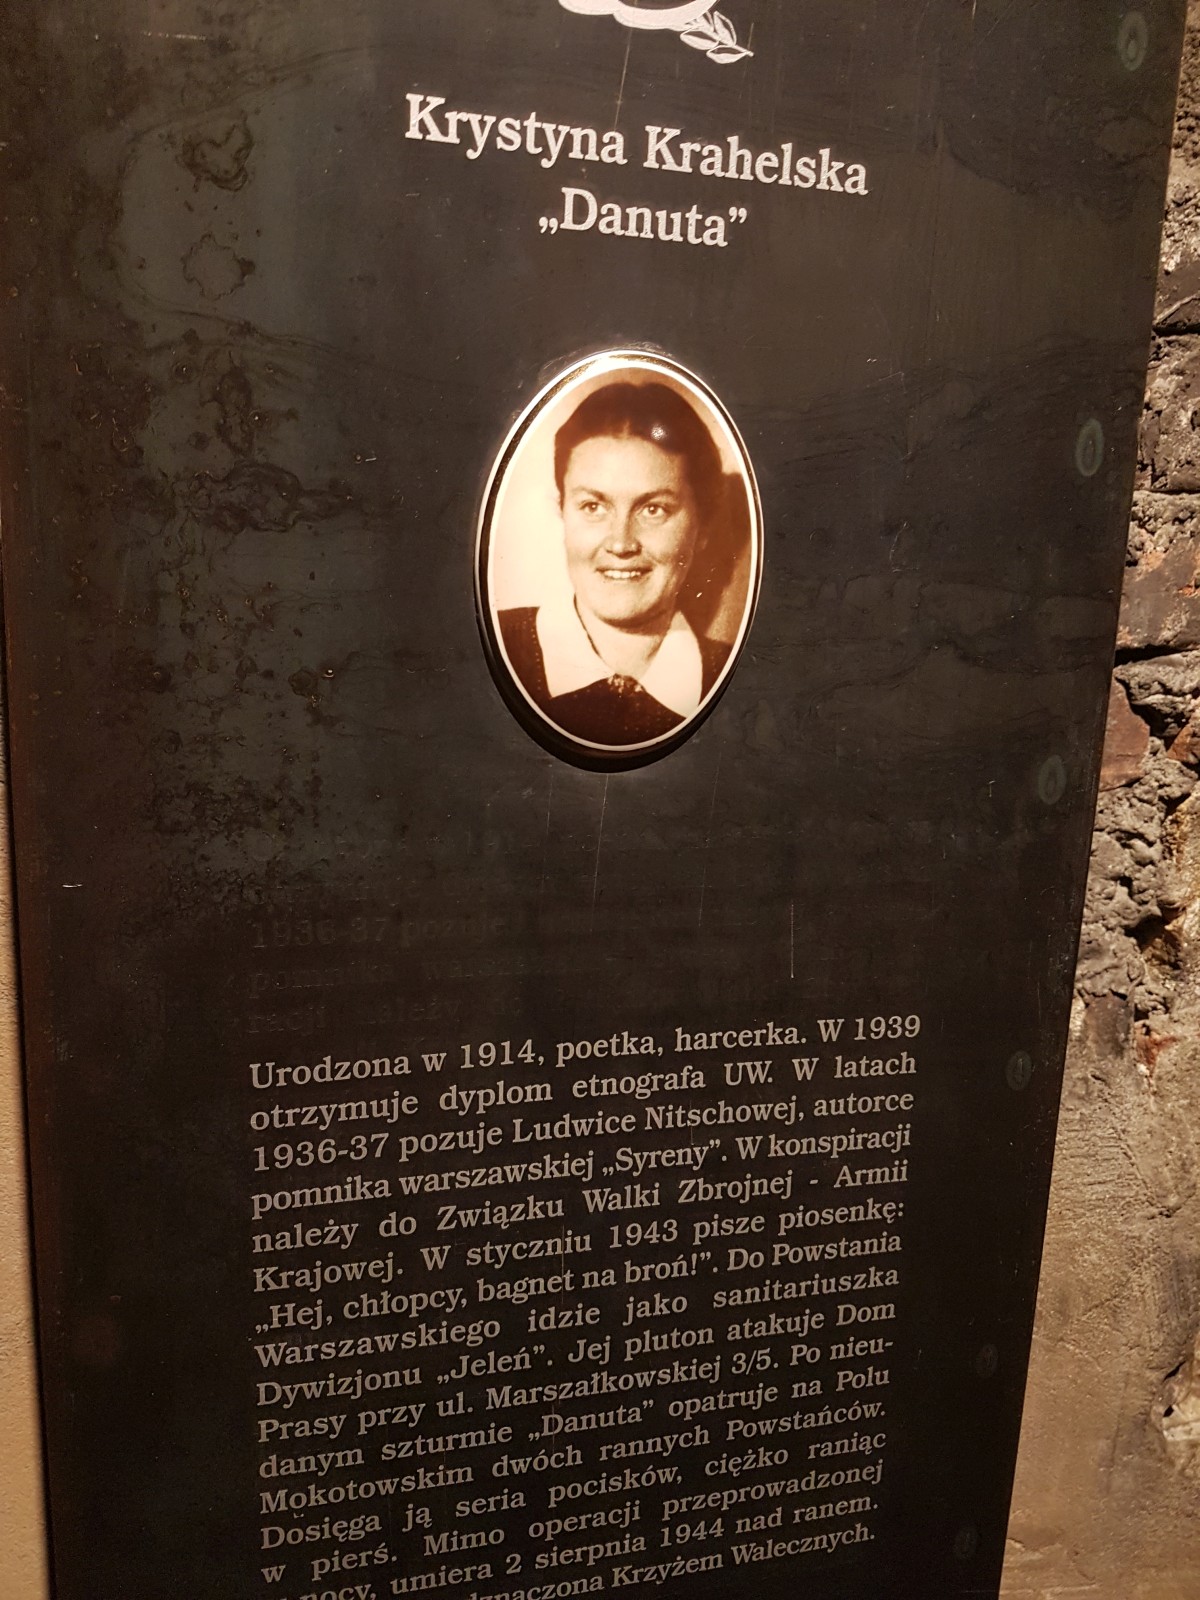 Krystyna Krahelska
„Danuta”
1936-37 pozuje
Urodzona w 1914, poetka, harcerka. W 1939
otrzymuje dyplom etnografa UW. W latach
1936-37 pozuje Ludwice Nitschowej, autorce
pomnika warszawskiej „Syreny”. W konspiracji
należy do Związku Walki Zbrojnej - Armii
Krajowej. W styczniu 1943 pisze piosenkę:
„Hej, chłopcy, bagnet na broń!”. Do Powstania
Warszawskiego idzie jako sanitariuszka
Dywizjonu „Jeleń”. Jej pluton atakuje Dom
Prasy przy ul. Marszałkowskiej 3/5. Po nieu-
danym szturmie „Danuta” opatruje na Polu
Mokotowskim dwóch rannych Powstańców.
Dosięga ją seria pocisków, ciężko raniąc
w pierś. Mimo operacji przeprowadzonej
nocy, umiera 2 sierpnia 1944 nad ranem.
Krzyżem Walecznych.